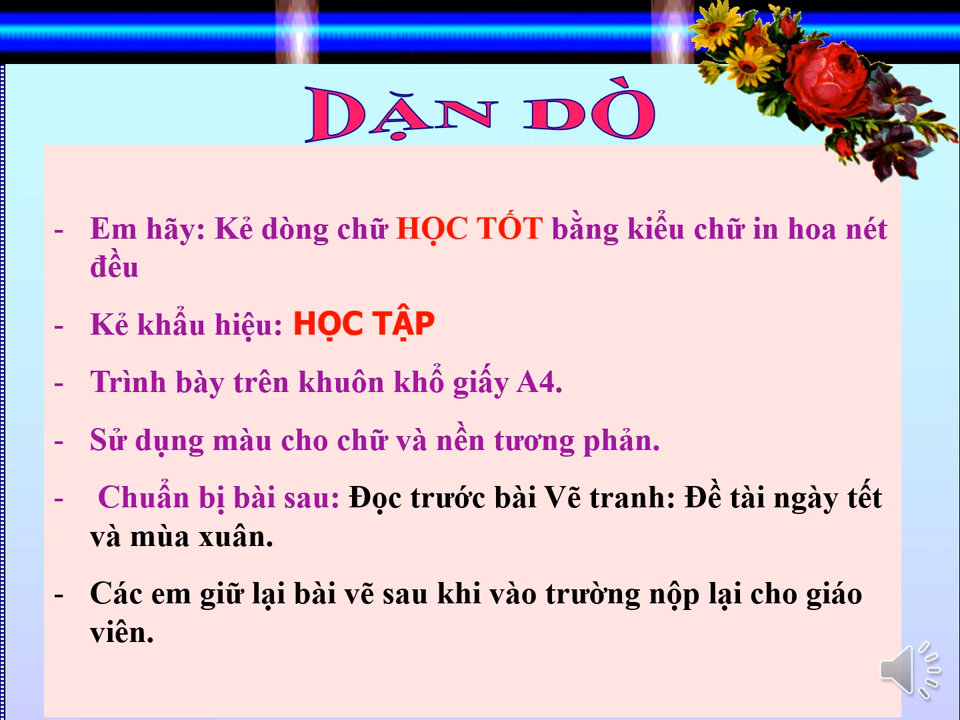 DẶN DÒ
- Em hãy: Kẻ dòng chữ HỌC TỐT bằng kiểu chữ in hoa nét
đều
- Kẻ khẩu hiệu: HỌC TẬP
- Trình bày trên khuôn khổ giấy A4.
- Sử dụng màu cho chữ và nền tương phản.
- Chuẩn bị bài sau: Đọc trước bài Vẽ tranh: Đề tài ngày tết
và mùa xuân.
- Các em giữ lại bài vẽ sau khi vào trường nộp lại cho giáo
viên.